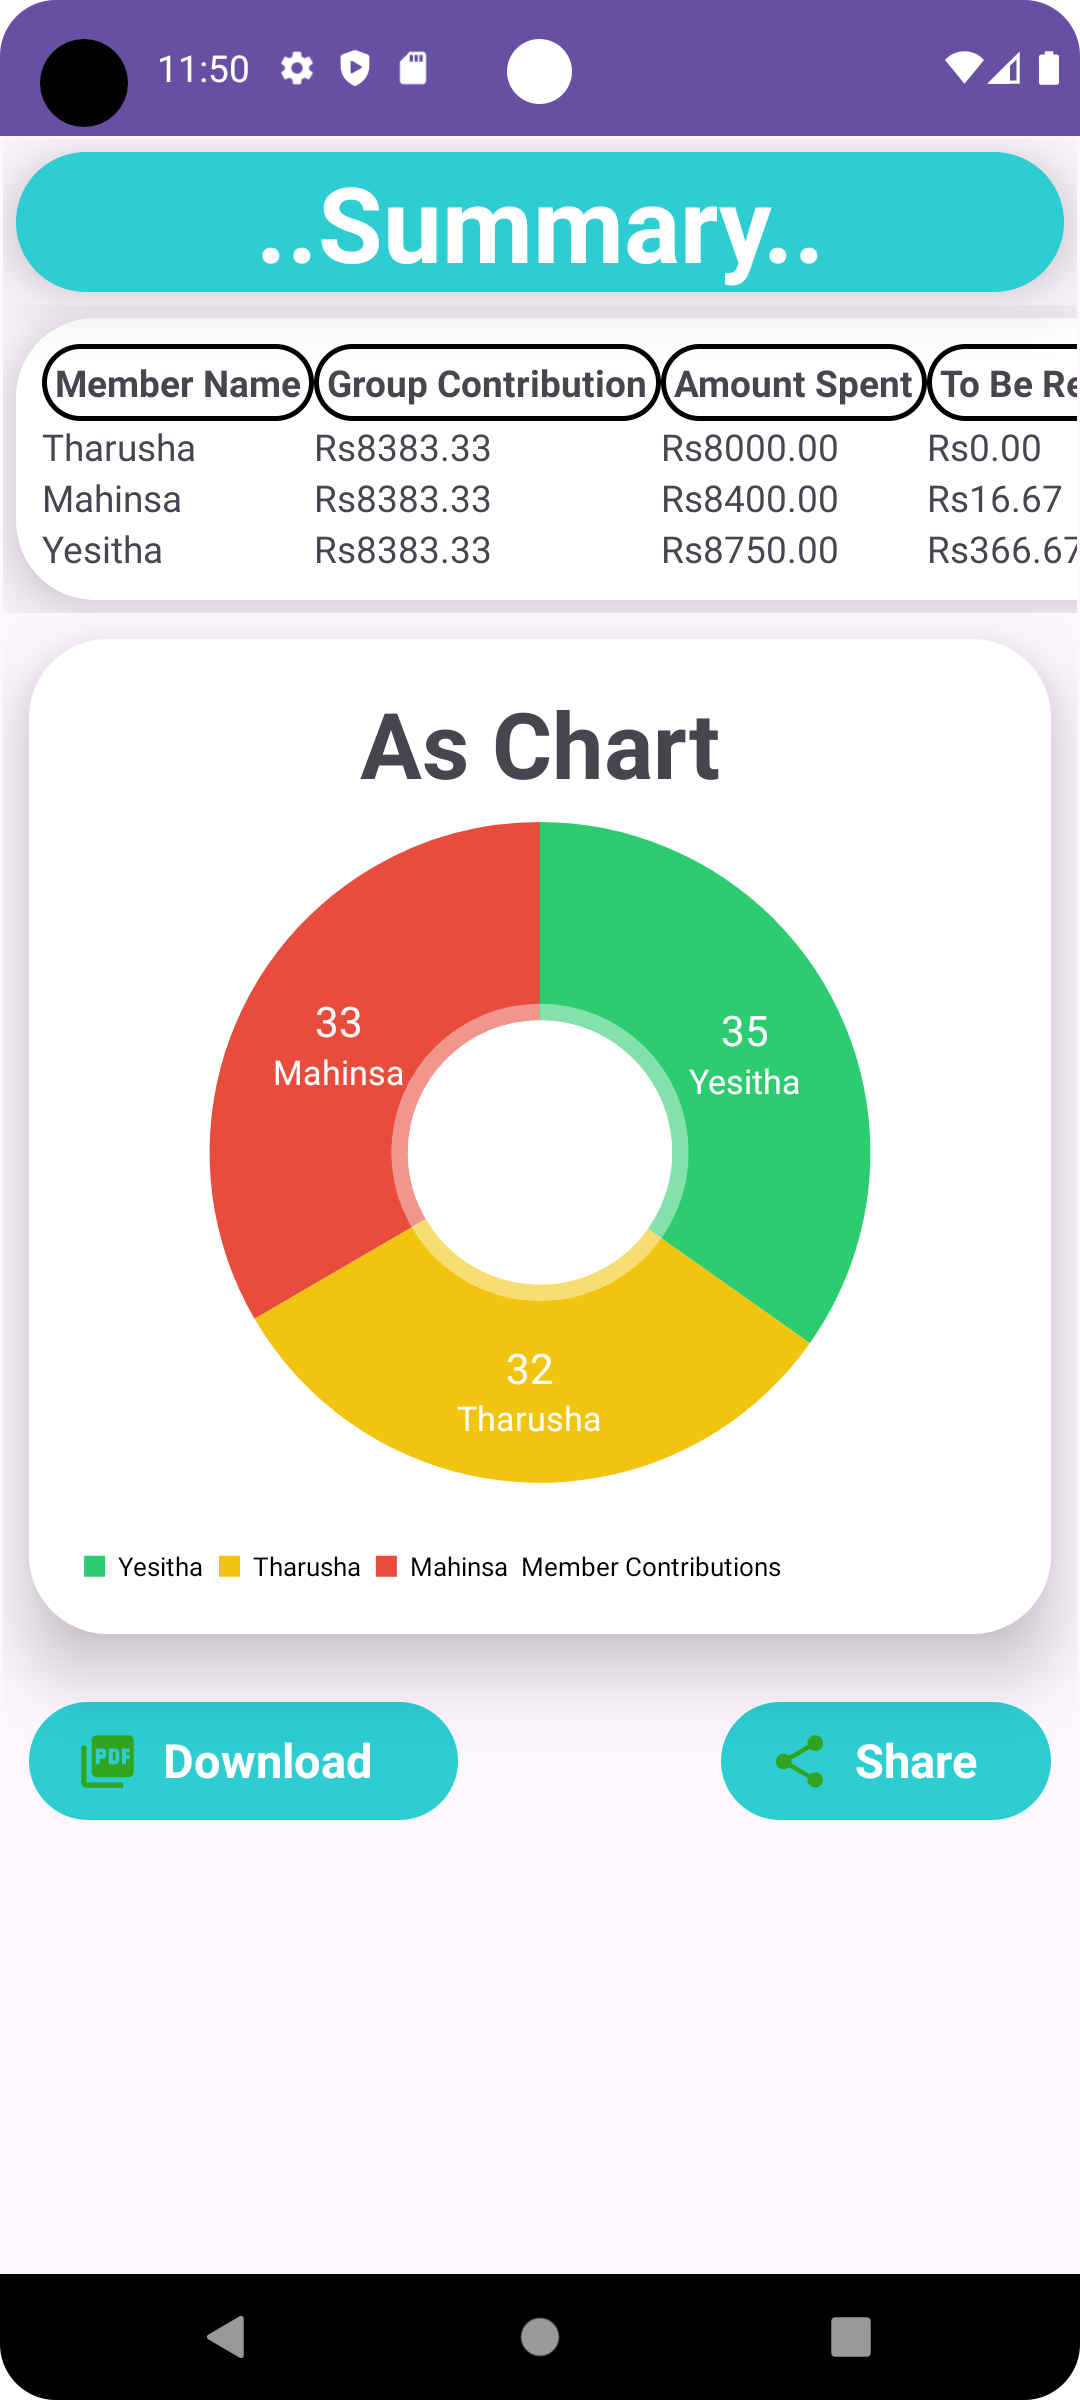 11:50
..Summary..
Member Name Group Contribution Amount Spent To Be Re
Tharusha Rs8383.33 Rs8000.00 Rs0.00
Mahinsa Rs8383.33 Rs8400.00 Rs16.67
Yesitha Rs8383.33 Rs8750.00 Rs366.67
As Chart
33
Mahinsa
35
Yesitha
32
Tharusha
Yesitha Tharusha Mahinsa Member Contributions
PDF Download
Share